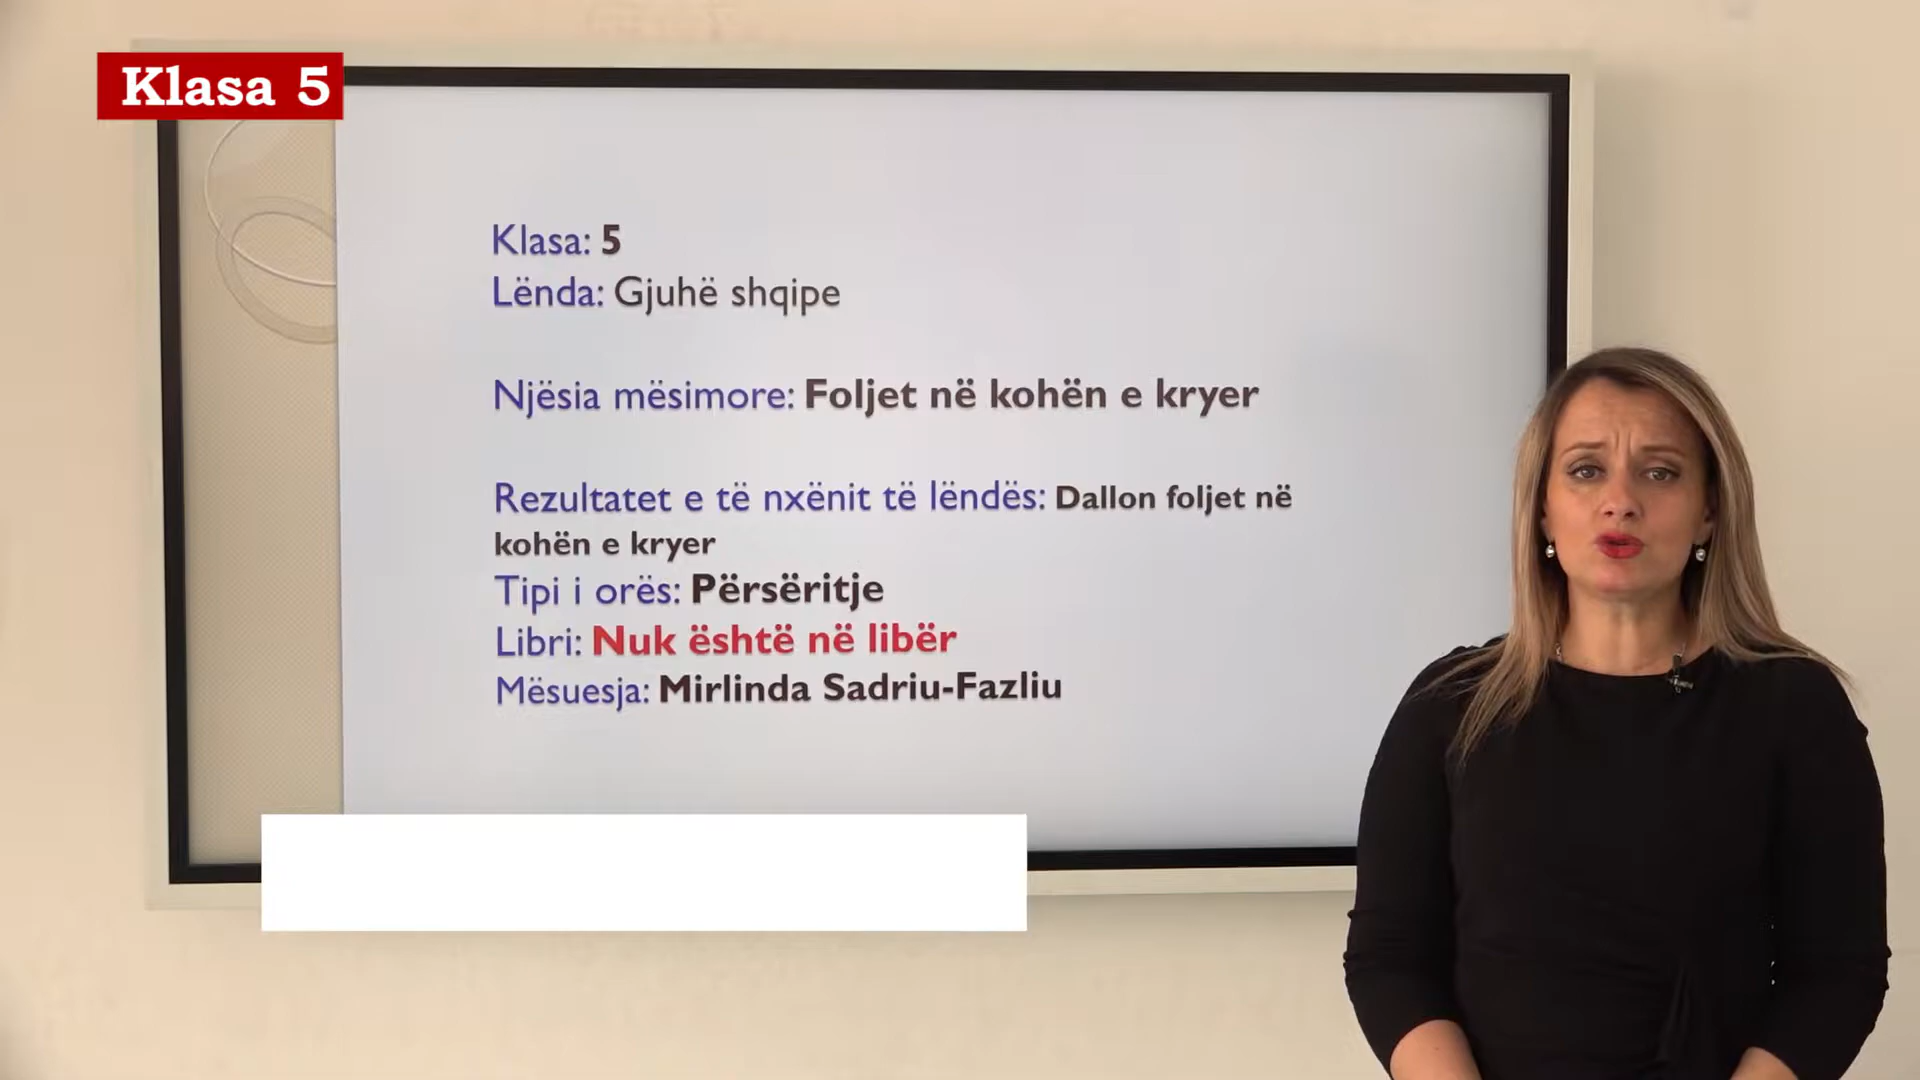 Klasa 5
Klasa: 5
Lënda: Gjuhë shqipe
Njësia mësimore: Foljet në kohën e kryer
Rezultatet e të nxënit të lëndës: Dallon foljet në
kohën e kryer
Tipi i orës: Përsëritje
Libri: Nuk është në libër
Mësuesja: Mirlinda Sadriu-Fazliu